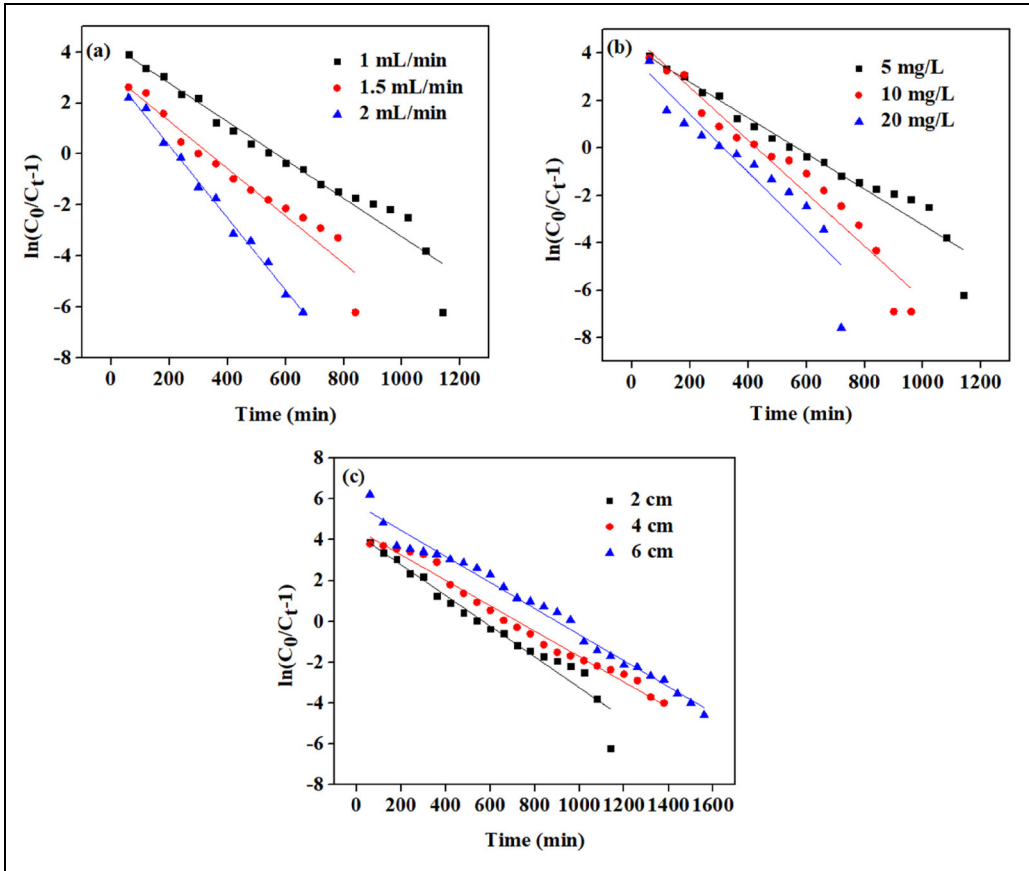 (a)
1 mL/min
1.5 mL/min
2 mL/min
4
2
0
-2
-4
-6
-8
ln(C0/Ct-1)
0 200 400 600 800 1000 1200
Time (min)
(b)
5 mg/L
10 mg/L
20 mg/L
4
2
0
-2
-4
-6
-8
ln(C0/Ct-1)
0 200 400 600 800 1000 1200
Time (min)
(c)
2 cm
4 cm
6 cm
8
6
4
2
0
-2
-4
-6
-8
ln(C0/Ct-1)
0 200 400 600 800 1000 1200 1400 1600
Time (min)